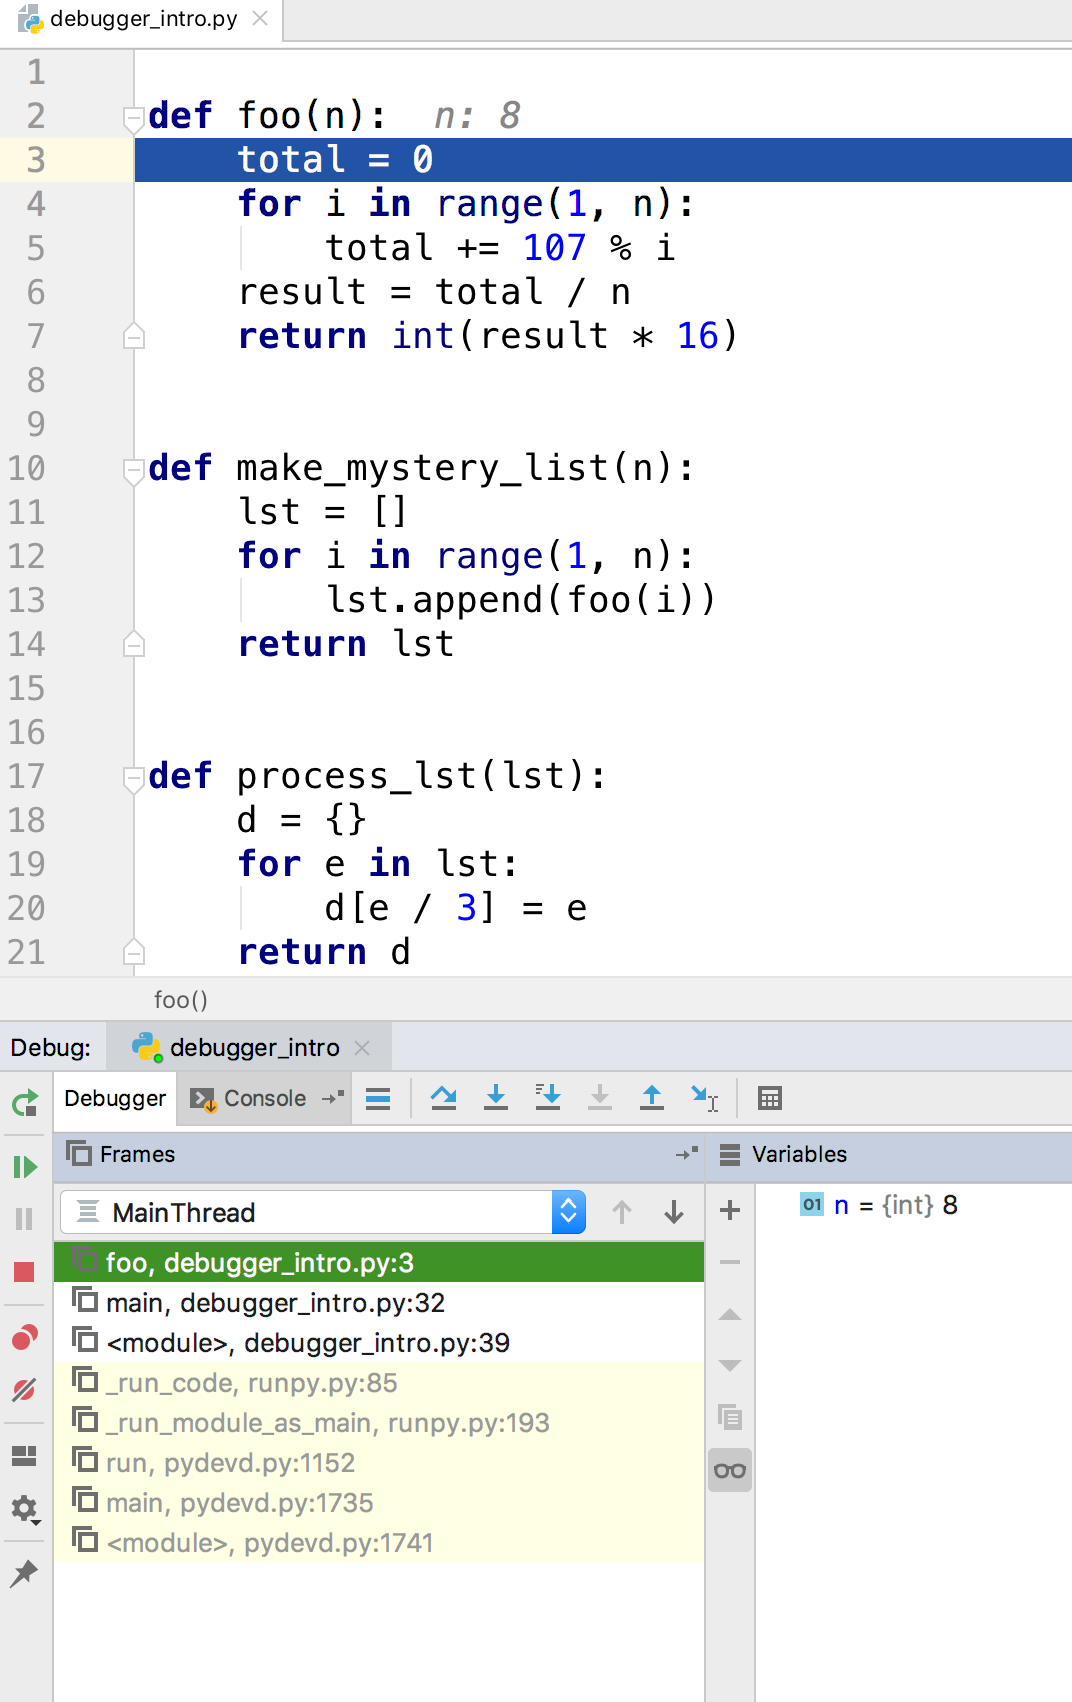 debugger_intro.py
1
2 def foo(n): n: 8
3 total = 0
4 for i in range(1, n):
5 total += 107 % i
6 result = total / n
7 return int(result * 16)
8
9
10 def make_mystery_list(n):
11 lst = []
12 for i in range(1, n):
13 lst.append(foo(i))
14 return lst
15
16
17 def process_lst(lst):
18 d = {}
19 for e in lst:
20 d[e / 3] = e
21 return d
foo()
Debug: debugger_intro
Debugger Console
Frames
Variables
MainThread
01 n = {int} 8
foo, debugger_intro.py:3
main, debugger_intro.py:32
<module>, debugger_intro.py:39
_run_code, runpy.py:85
_run_module_as_main, runpy.py:193
run, pydevd.py:1152
main, pydevd.py:1735
<module>, pydevd.py:1741